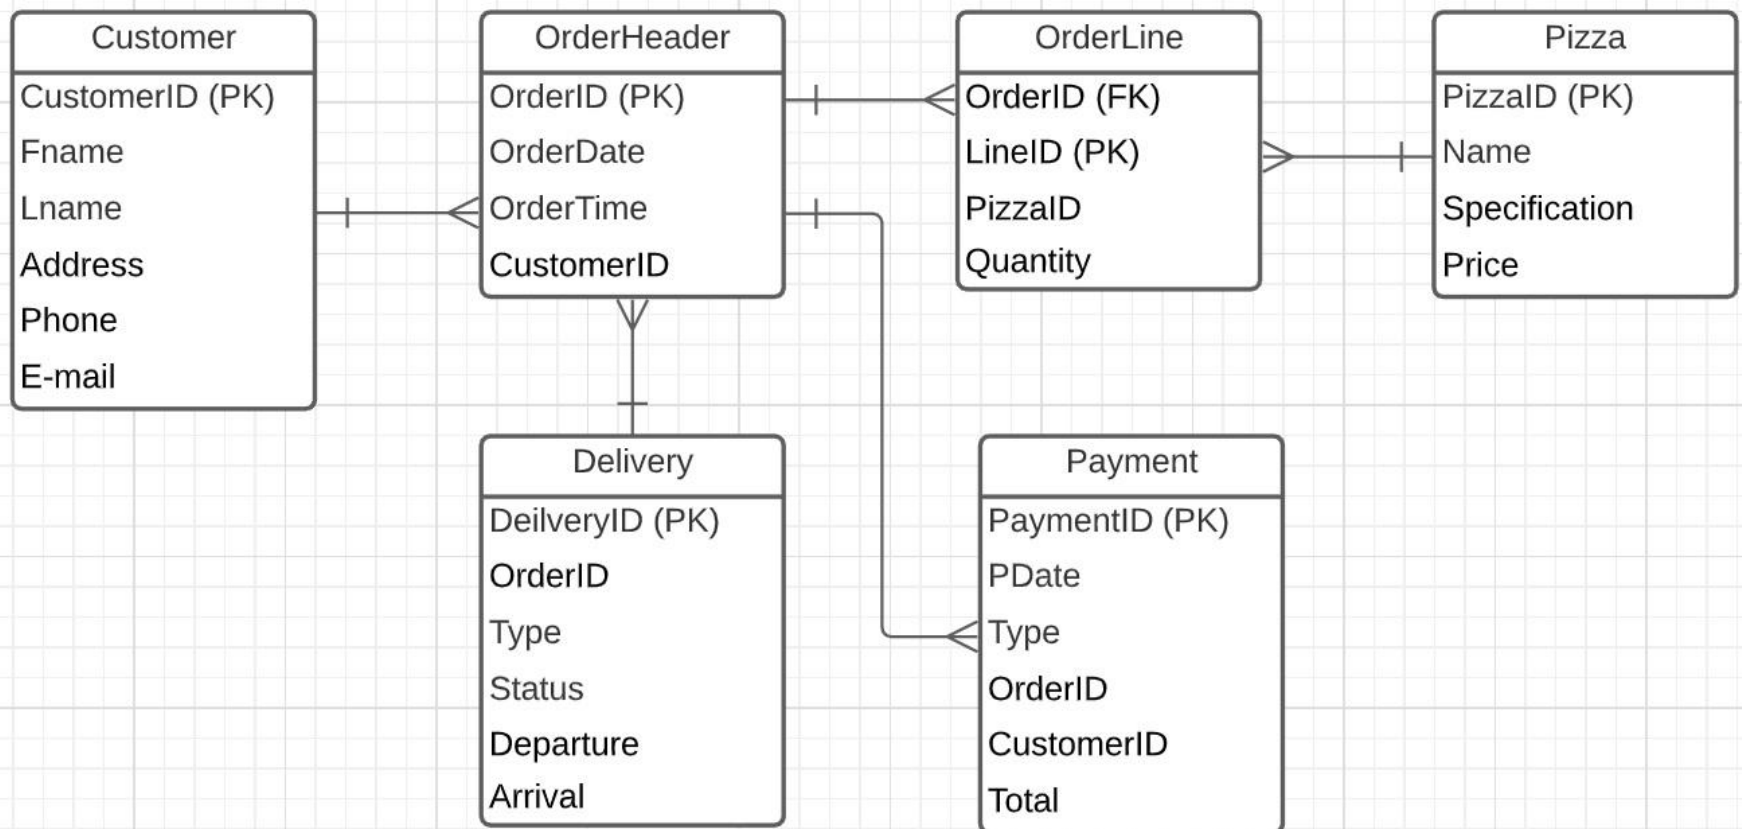 Customer
CustomerID (PK)
Fname
Lname
Address
Phone
E-mail
OrderHeader
OrderID (PK)
OrderDate
OrderTime
CustomerID
OrderLine
OrderID (FK)
LineID (PK)
PizzaID
Quantity
Pizza
PizzaID (PK)
Name
Specification
Price
Delivery
DeilveryID (PK)
OrderID
Type
Status
Departure
Arrival
Payment
PaymentID (PK)
PDate
Type
OrderID
CustomerID
Total